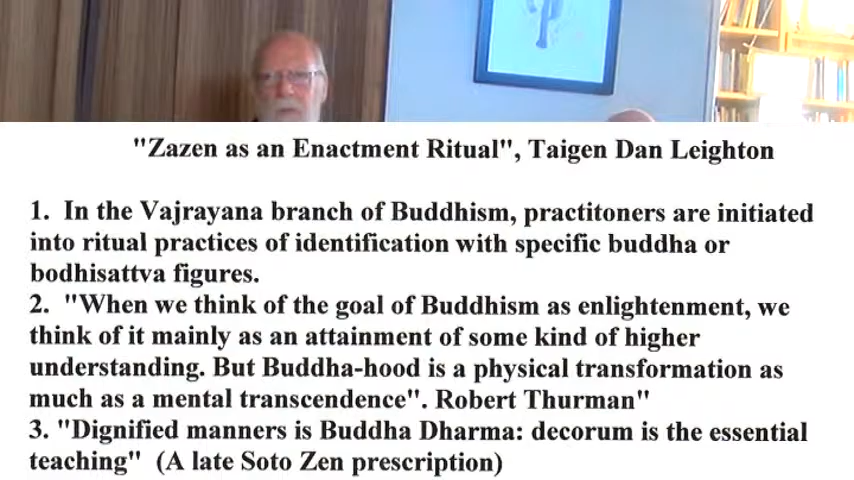 "Zazen as an Enactment Ritual", Taigen Dan Leighton
1. In the Vajrayana branch of Buddhism, practitoners are initiated
into ritual practices of identification with specific buddha or
bodhisattva figures.
2. "When we think of the goal of Buddhism as enlightenment, we
think of it mainly as an attainment of some kind of higher
understanding. But Buddha-hood is a physical transformation as
much as a mental transcendence". Robert Thurman"
3. "Dignified manners is Buddha Dharma: decorum is the essential
teaching" (A late Soto Zen prescription)